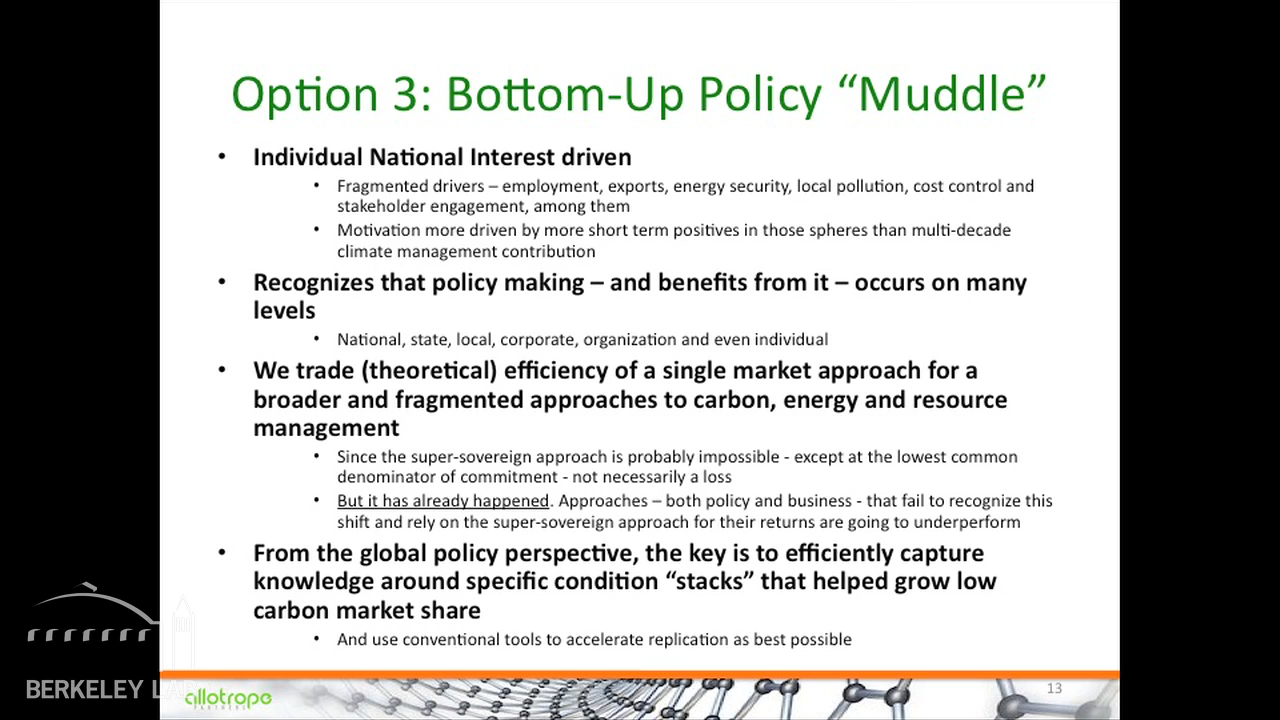 Option 3: Bottom-Up Policy “Muddle”
• Individual National Interest driven
• Fragmented drivers – employment, exports, energy security, local pollution, cost control and
stakeholder engagement, among them
• Motivation more driven by more short term positives in those spheres than multi-decade
climate management contribution
• Recognizes that policy making – and benefits from it – occurs on many
levels
• National, state, local, corporate, organization and even individual
• We trade (theoretical) efficiency of a single market approach for a
broader and fragmented approaches to carbon, energy and resource
management
• Since the super-sovereign approach is probably impossible - except at the lowest common
denominator of commitment - not necessarily a loss
• But it has already happened. Approaches – both policy and business - that fail to recognize this
shift and rely on the super-sovereign approach for their returns are going to underperform
• From the global policy perspective, the key is to efficiently capture
knowledge around specific condition “stacks” that helped grow low
carbon market share
• And use conventional tools to accelerate replication as best possible
BERKELEY LAB
allotrope
PARTNERS
13